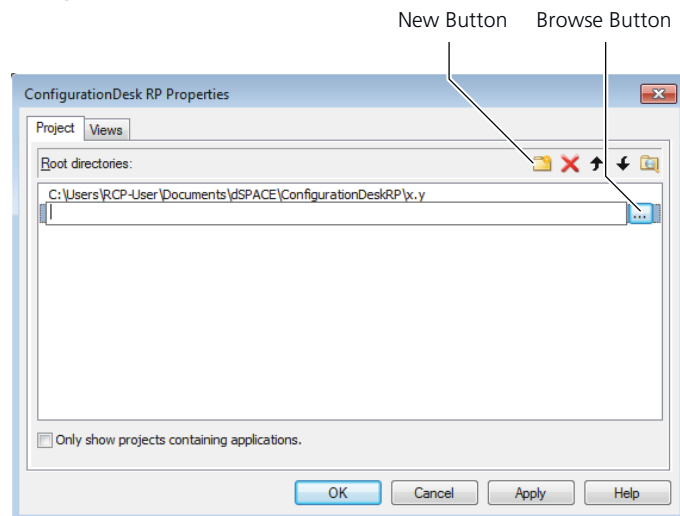 New Button Browse Button
ConfigurationDesk RP Properties
Project Views
Root directories:
C:\Users\RCP-User\Documents\dSPACE\ConfigurationDeskRP\x.y
...
Only show projects containing applications.
OK Cancel Apply Help